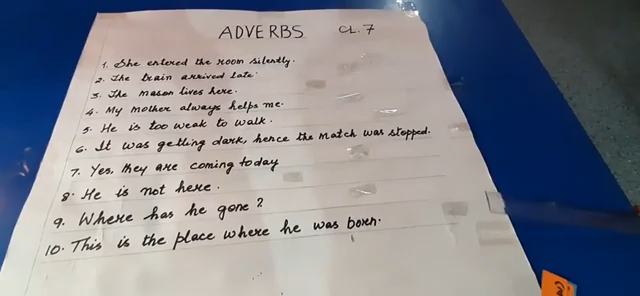 ADVERBS CL. 7
1. She entered the room silently.
2. The train arrived late.
3. The mason lives here.
4. My mother always helps me.
5. He is too weak to walk.
6. It was getting dark, hence the match was stopped.
7. Yes, they are coming today
8. He is not here.
9. Where has he gone?
10. This is the place where he was born.